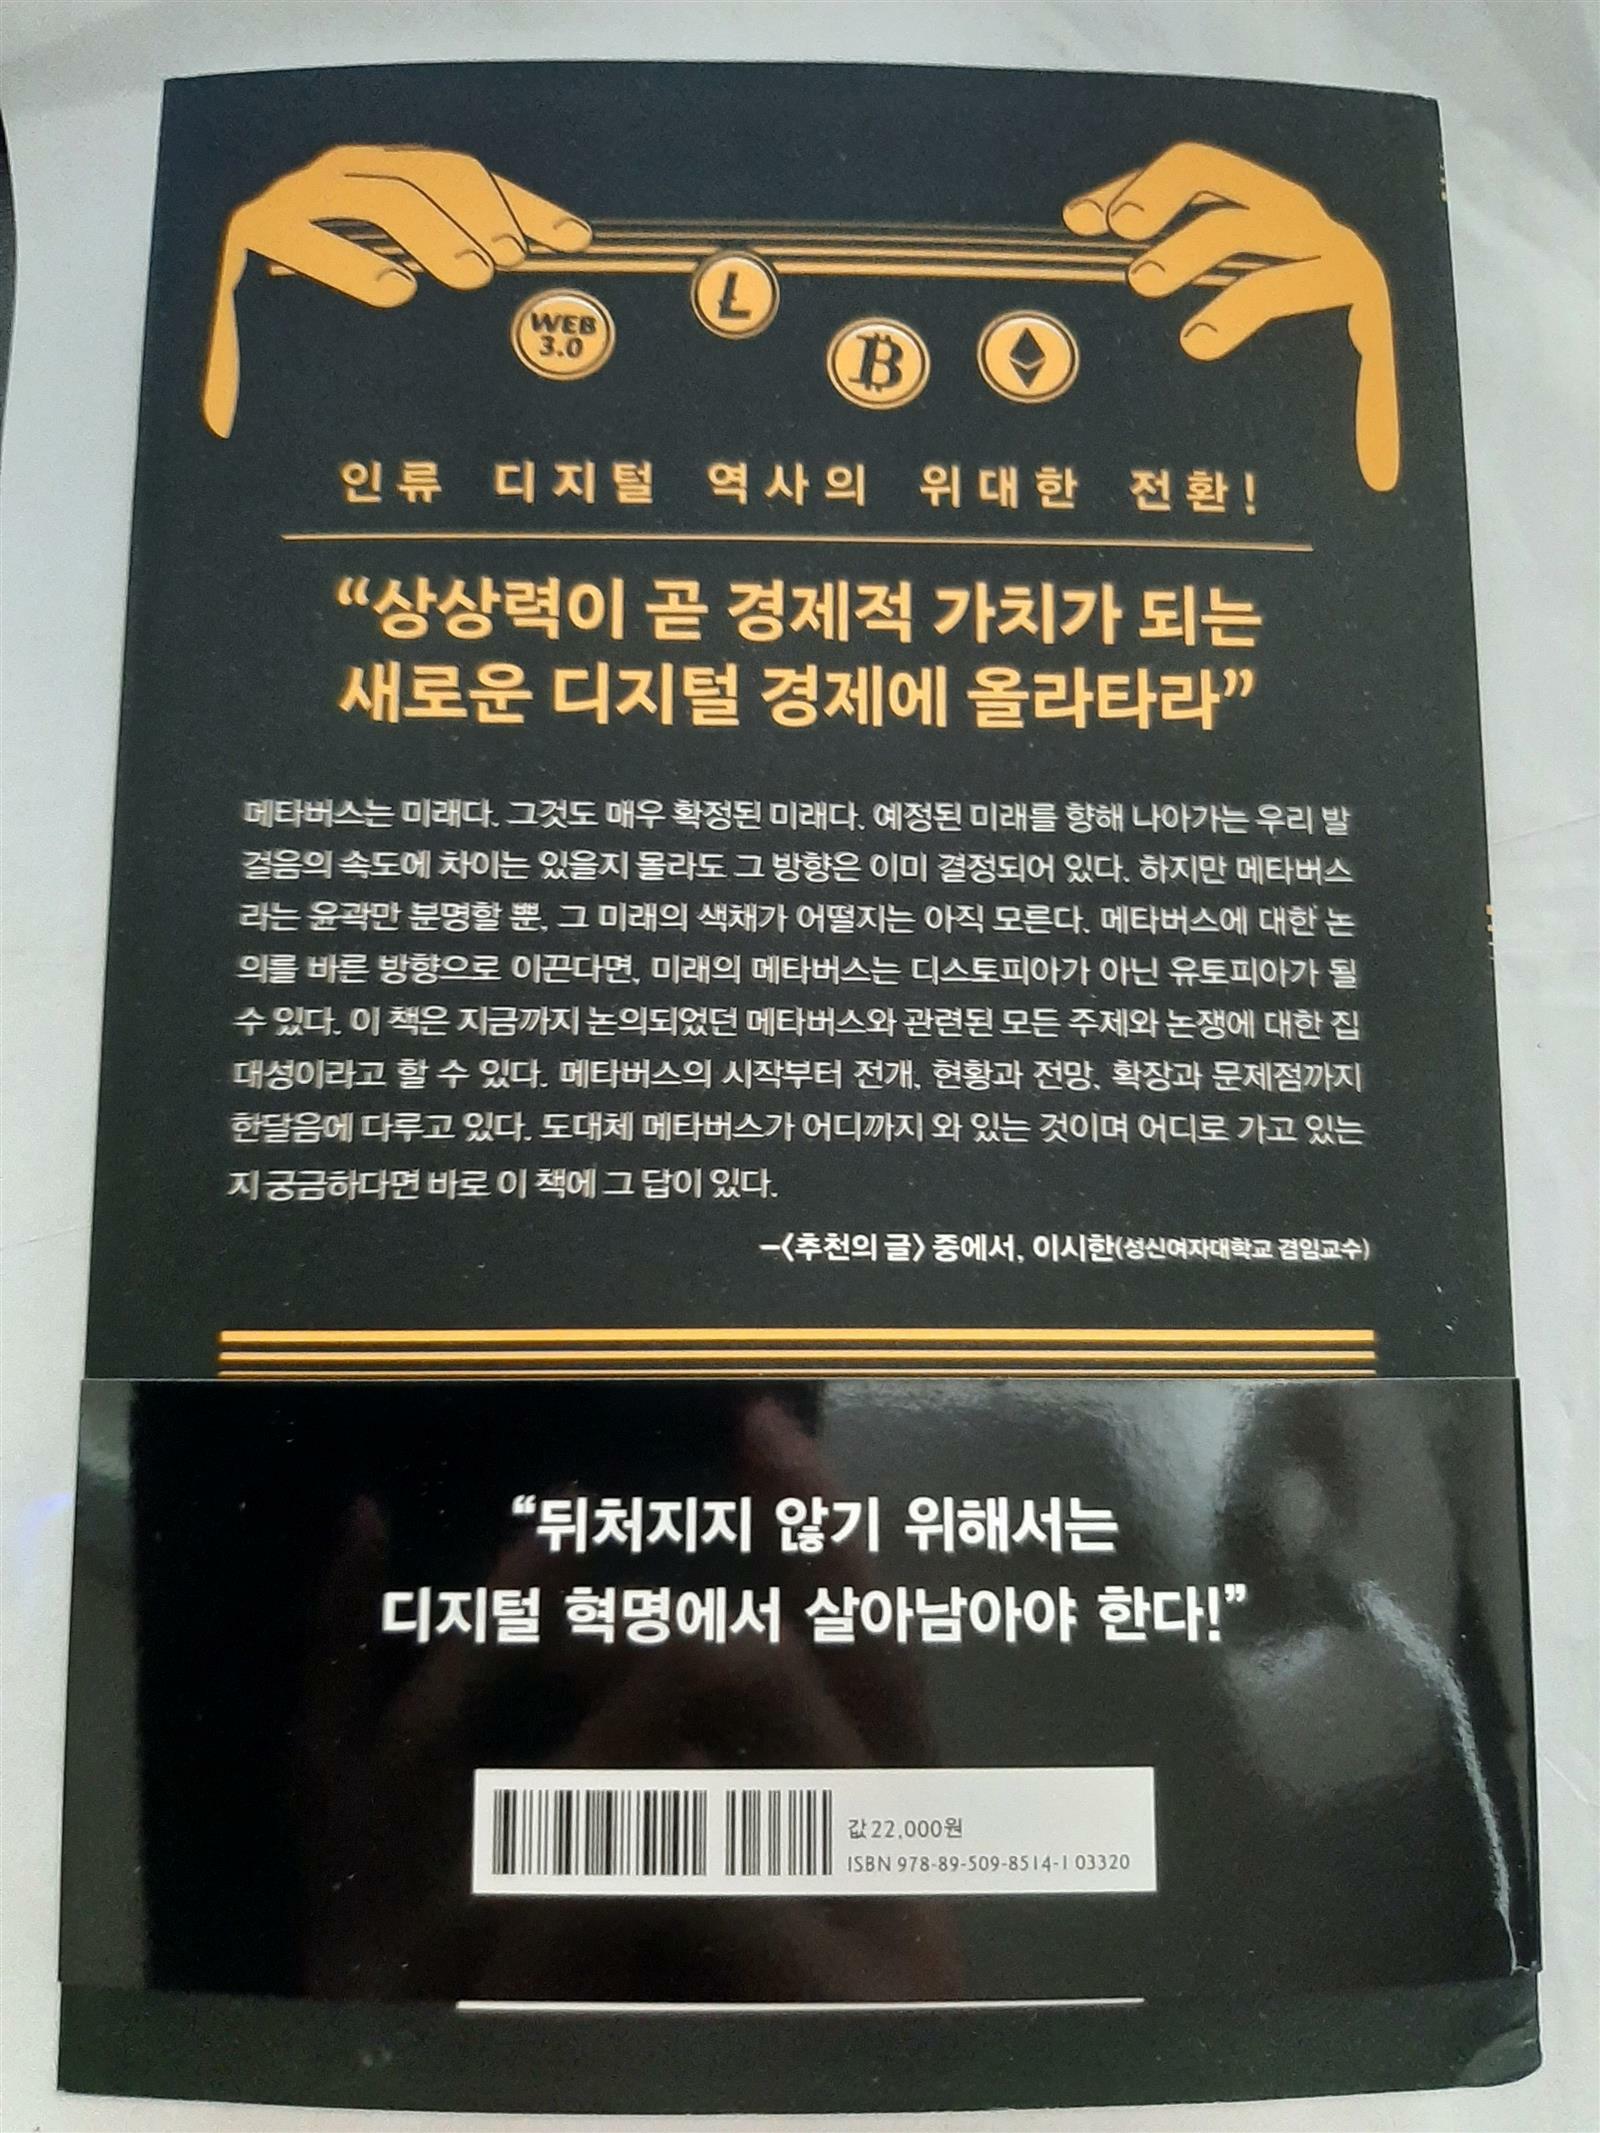 WEB
3.0
Ł
₿
인류 디지털 역사의 위대한 전환!
“상상력이 곧 경제적 가치가 되는
새로운 디지털 경제에 올라타라”
메타버스는 미래다. 그것도 매우 확정된 미래다. 예정된 미래를 향해 나아가는 우리 발
걸음의 속도에 차이는 있을지 몰라도 그 방향은 이미 결정되어 있다. 하지만 메타버스
라는 윤곽만 분명할 뿐, 그 미래의 색채가 어떨지는 아직 모른다. 메타버스에 대한 논
의를 바른 방향으로 이끈다면, 미래의 메타버스는 디스토피아가 아닌 유토피아가 될
수 있다. 이 책은 지금까지 논의되었던 메타버스와 관련된 모든 주제와 논쟁에 대한 집
대성이라고 할 수 있다. 메타버스의 시작부터 전개, 현황과 전망, 확장과 문제점까지
한달음에 다루고 있다. 도대체 메타버스가 어디까지 와 있는 것이며 어디로 가고 있는
지 궁금하다면 바로 이 책에 그 답이 있다.
–〈추천의 글〉 중에서, 이시한(성신여자대학교 겸임교수)
“뒤처지지 않기 위해서는
디지털 혁명에서 살아남아야 한다!”
값 22,000원
ISBN 978-89-509-8514-1 03320